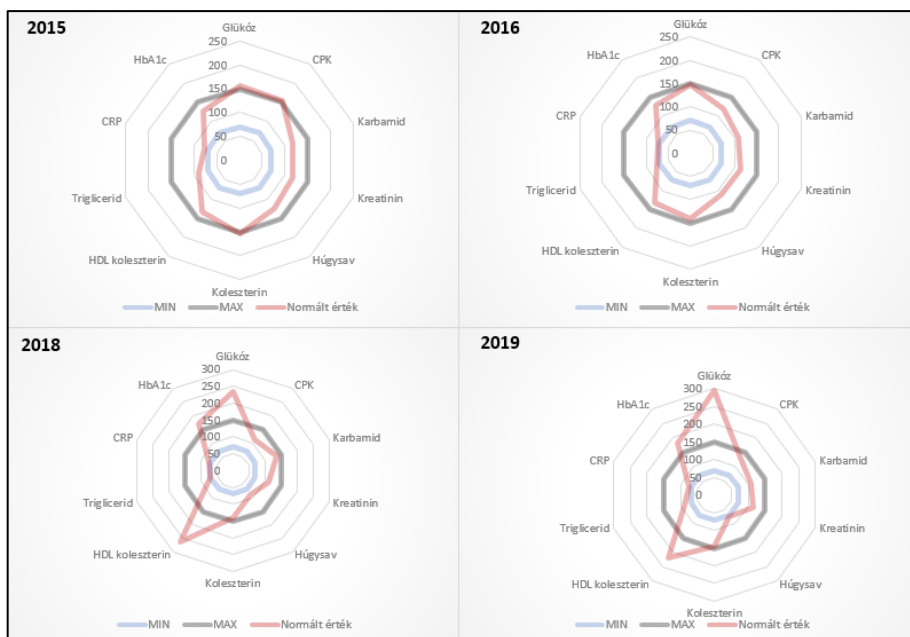 2015
Glükóz
250
200
150
100
50
0
HbA1c
CPK
CRP
Karbamid
Triglicerid
Kreatinin
HDL koleszterin
Húgysav
Koleszterin
MIN MAX Normált érték
2016
Glükóz
250
200
150
100
50
0
HbA1c
CPK
CRP
Karbamid
Triglicerid
Kreatinin
HDL koleszterin
Húgysav
Koleszterin
MIN MAX Normált érték
2018
Glükóz
300
250
200
150
100
50
0
HbA1c
CPK
CRP
Karbamid
Triglicerid
Kreatinin
HDL koleszterin
Húgysav
Koleszterin
MIN MAX Normált érték
2019
Glükóz
300
250
200
150
100
50
0
HbA1c
CPK
CRP
Karbamid
Triglicerid
Kreatinin
HDL koleszterin
Húgysav
Koleszterin
MIN MAX Normált érték